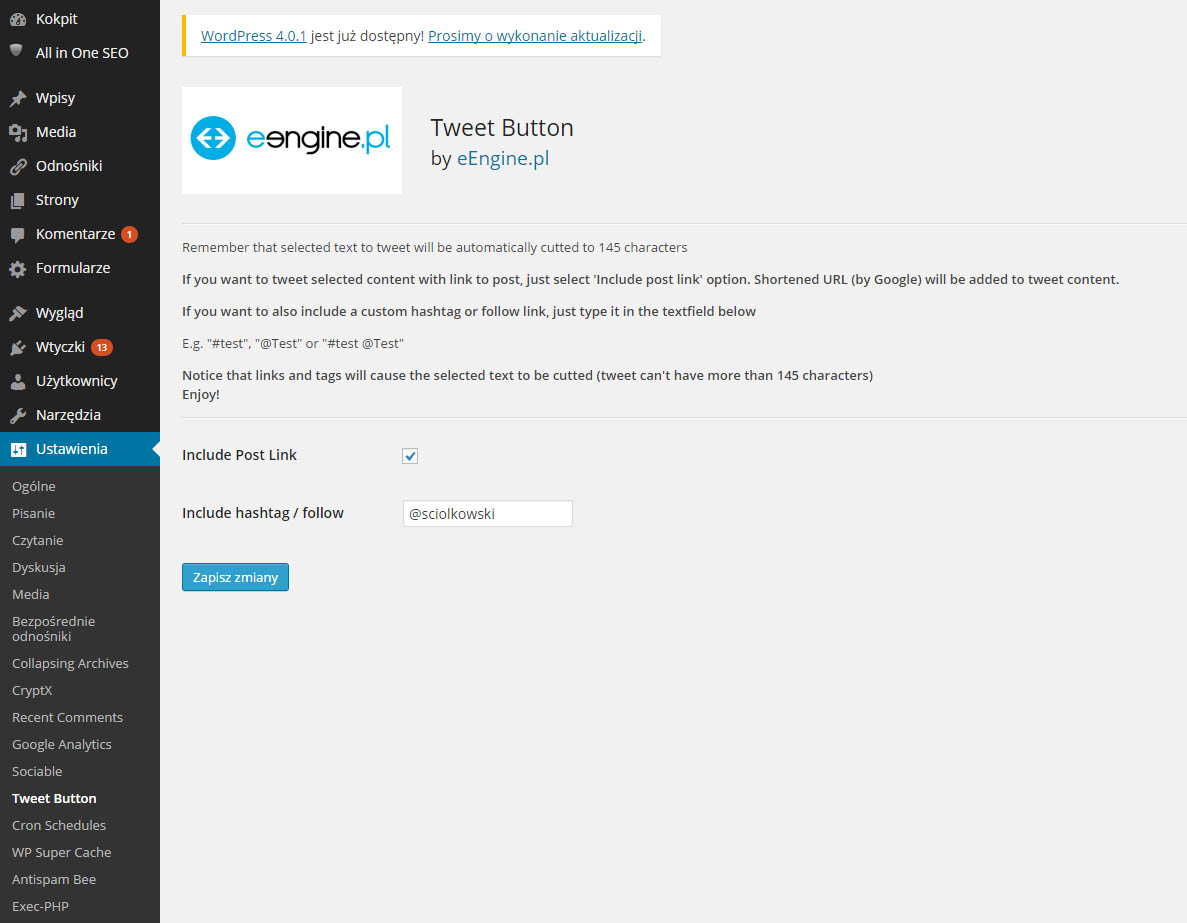 Kokpit
All in One SEO
Wpisy
Media
Odnośniki
Strony
Komentarze 1
Formularze
Wygląd
Wtyczki 13
Użytkownicy
Narzędzia
Ustawienia
Ogólne
Pisanie
Czytanie
Dyskusja
Media
Bezpośrednie
odnośniki
Collapsing Archives
CryptX
Recent Comments
Google Analytics
Sociable
Tweet Button
Cron Schedules
WP Super Cache
Antispam Bee
Exec-PHP
WordPress 4.0.1 jest już dostępny! Prosimy o wykonanie aktualizacji.
eengine.pl
Tweet Button
by eEngine.pl
Remember that selected text to tweet will be automatically cutted to 145 characters
If you want to tweet selected content with link to post, just select 'Include post link' option. Shortened URL (by Google) will be added to tweet content.
If you want to also include a custom hashtag or follow link, just type it in the textfield below
E.g. "#test", "@Test" or "#test @Test"
Notice that links and tags will cause the selected text to be cutted (tweet can't have more than 145 characters)
Enjoy!
Include Post Link
Include hashtag / follow
@sciolkowski
Zapisz zmiany